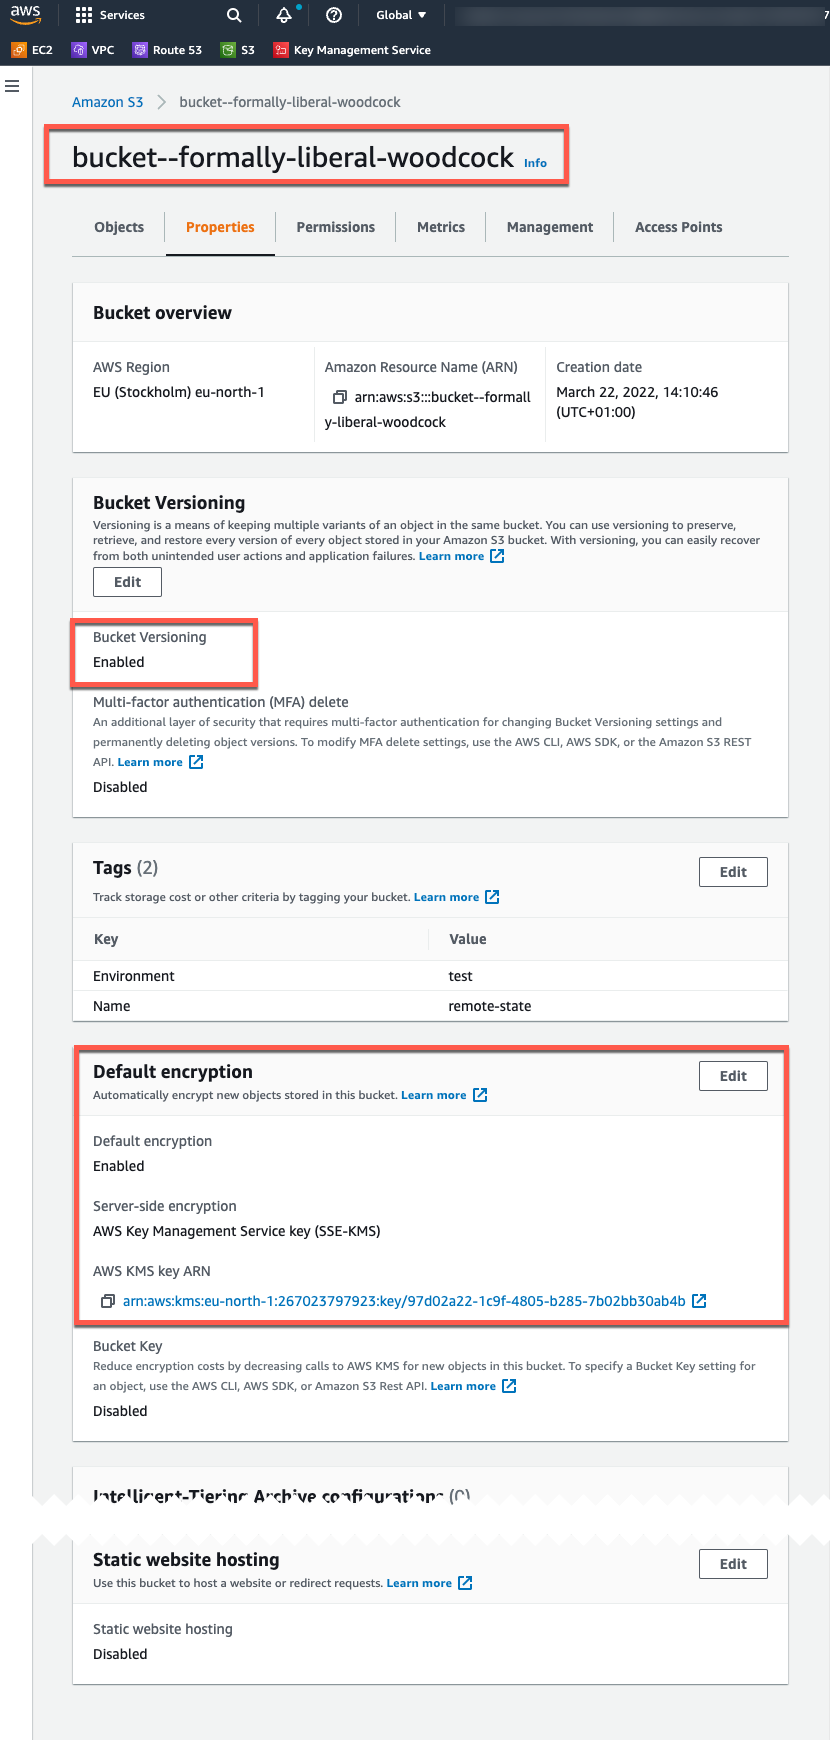 aws Services Global 7
EC2 VPC Route 53 S3 Key Management Service
Amazon S3 bucket--formally-liberal-woodcock
bucket--formally-liberal-woodcock Info
Objects Properties Permissions Metrics Management Access Points
Bucket overview
AWS Region
EU (Stockholm) eu-north-1
Amazon Resource Name (ARN)
arn:aws:s3:::bucket--formall
y-liberal-woodcock
Creation date
March 22, 2022, 14:10:46
(UTC+01:00)
Bucket Versioning
Versioning is a means of keeping multiple variants of an object in the same bucket. You can use versioning to preserve,
retrieve, and restore every version of every object stored in your Amazon S3 bucket. With versioning, you can easily recover
from both unintended user actions and application failures. Learn more
Edit
Bucket Versioning
Enabled
Multi-factor authentication (MFA) delete
An additional layer of security that requires multi-factor authentication for changing Bucket Versioning settings and
permanently deleting object versions. To modify MFA delete settings, use the AWS CLI, AWS SDK, or the Amazon S3 REST
API. Learn more
Disabled
Tags (2)
Edit
Track storage cost or other criteria by tagging your bucket. Learn more
Key Value
Environment test
Name remote-state
Default encryption
Edit
Automatically encrypt new objects stored in this bucket. Learn more
Default encryption
Enabled
Server-side encryption
AWS Key Management Service key (SSE-KMS)
AWS KMS key ARN
arn:aws:kms:eu-north-1:267023797923:key/97d02a22-1c9f-4805-b285-7b02bb30ab4b
Bucket Key
Reduce encryption costs by decreasing calls to AWS KMS for new objects in this bucket. To specify a Bucket Key setting for
an object, use the AWS CLI, AWS SDK, or Amazon S3 Rest API. Learn more
Disabled
Intelligent-Tiering Archive configurations (0)
Static website hosting
Edit
Use this bucket to host a website or redirect requests. Learn more
Static website hosting
Disabled